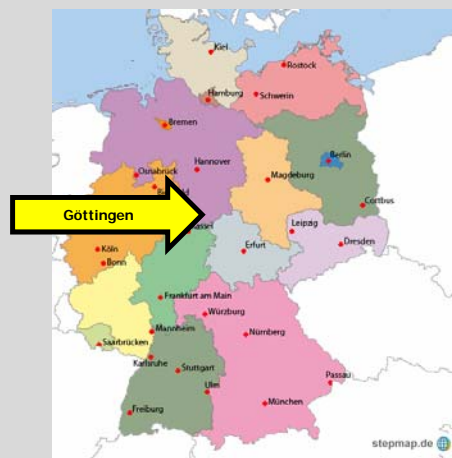 Kiel
Rostock
Hamburg
Schwerin
Bremen
Berlin
Osnabrück
Hannover
Magdeburg
Cottbus
Göttingen
Leipzig
Köln
Erfurt
Dresden
Bonn
Frankfurt am Main
Würzburg
Mannheim
Nürnberg
Saarbrücken
Karlsruhe
Stuttgart
Passau
Ulm
München
Freiburg
stepmap.de